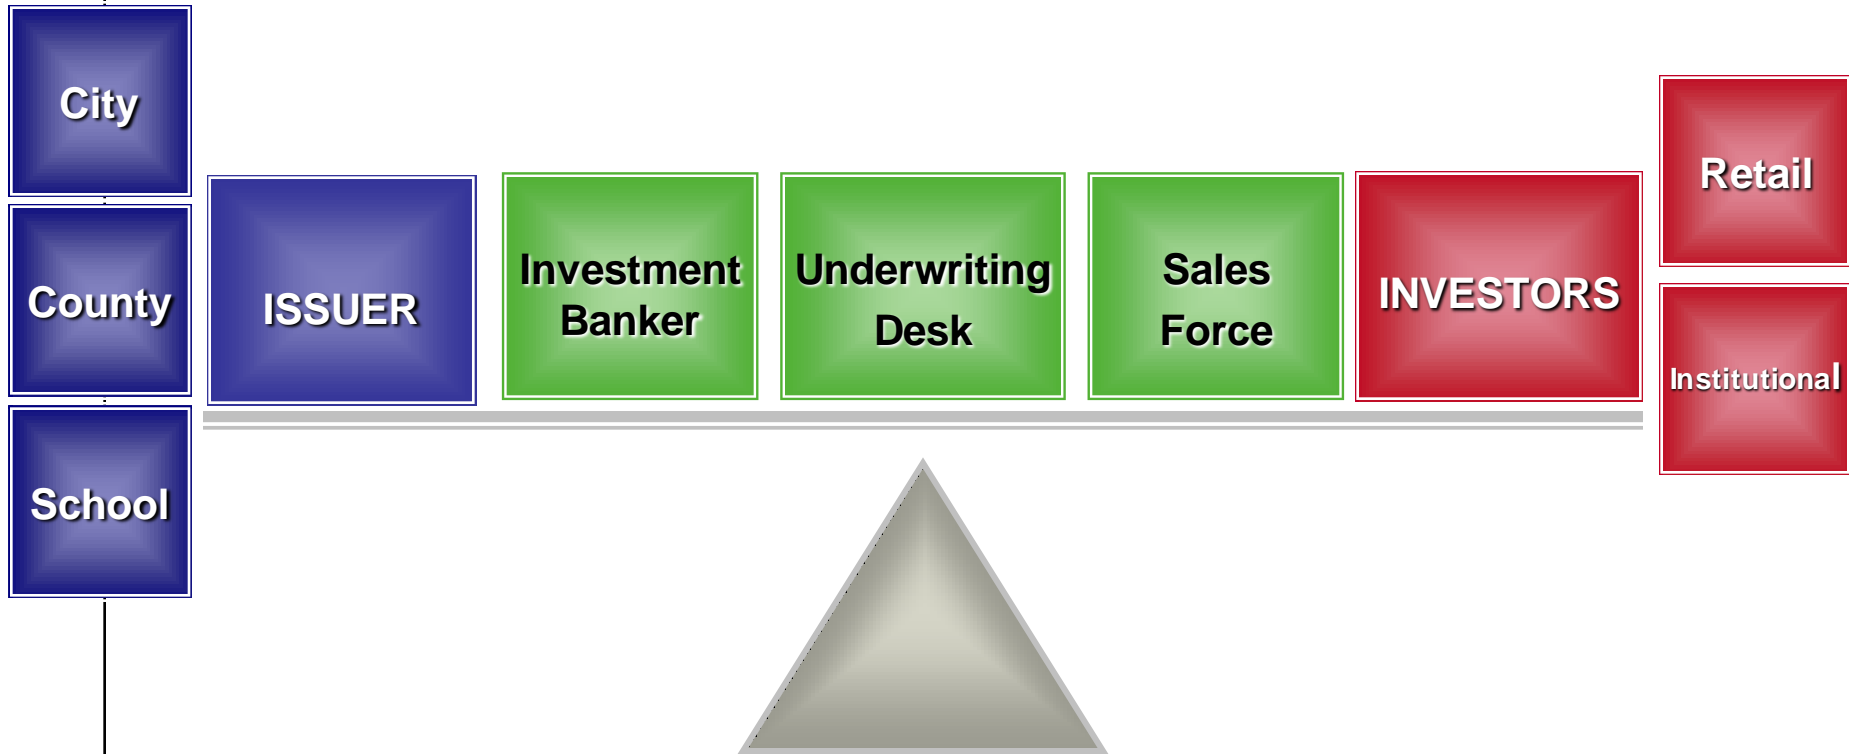 City
County
School
ISSUER
Investment
Banker
Underwriting
Desk
Sales
Force
INVESTORS
Retail
Institutional